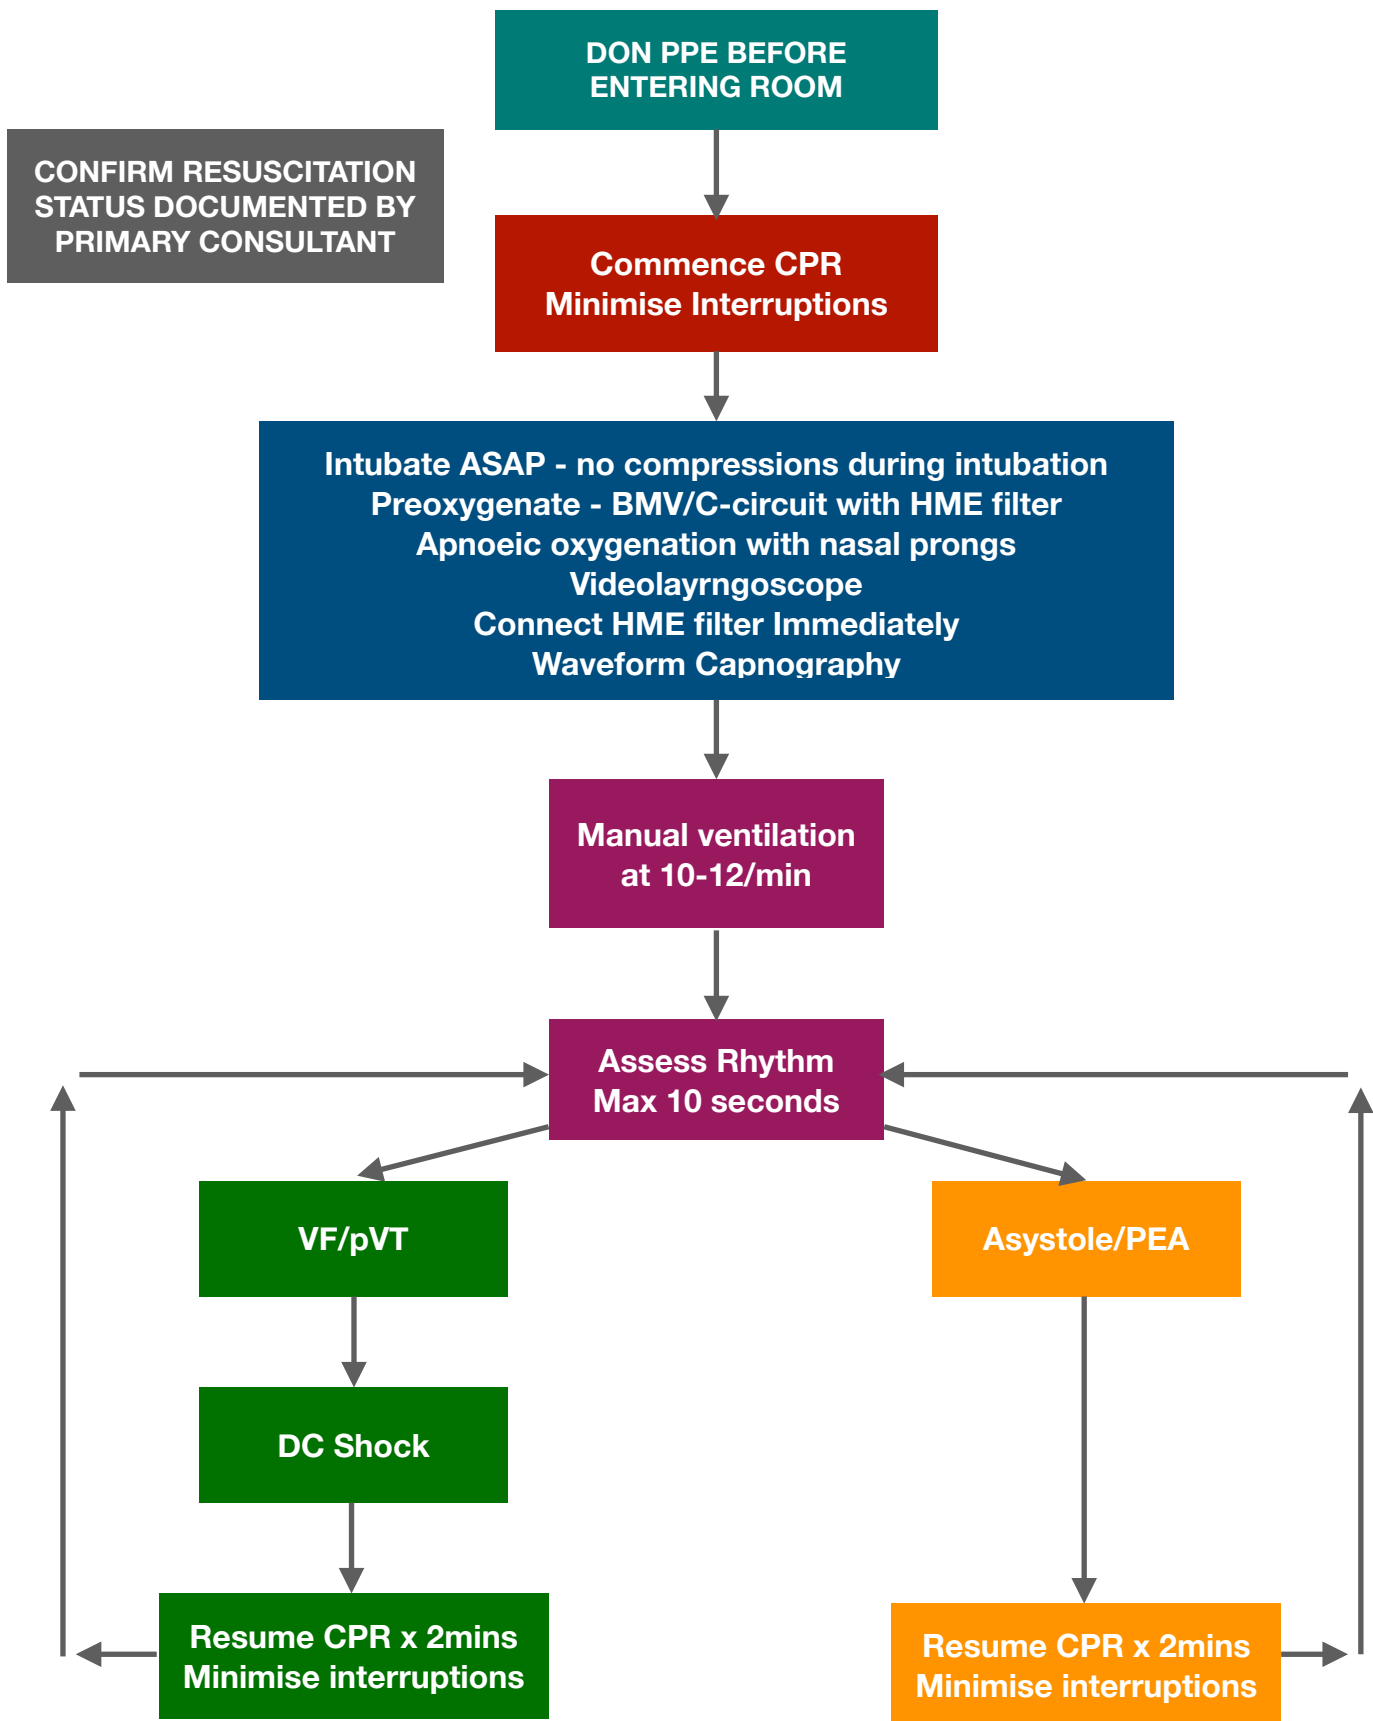 DON PPE BEFORE
ENTERING ROOM
CONFIRM RESUSCITATION
STATUS DOCUMENTED BY
PRIMARY CONSULTANT
Commence CPR
Minimise Interruptions
Intubate ASAP - no compressions during intubation
Preoxygenate - BMV/C-circuit with HME filter
Apnoeic oxygenation with nasal prongs
Videolayrngoscope
Connect HME filter Immediately
Waveform Capnography
Manual ventilation
at 10-12/min
Assess Rhythm
Max 10 seconds
VF/pVT
Asystole/PEA
DC Shock
Resume CPR x 2mins
Minimise interruptions
Resume CPR x 2mins
Minimise interruptions